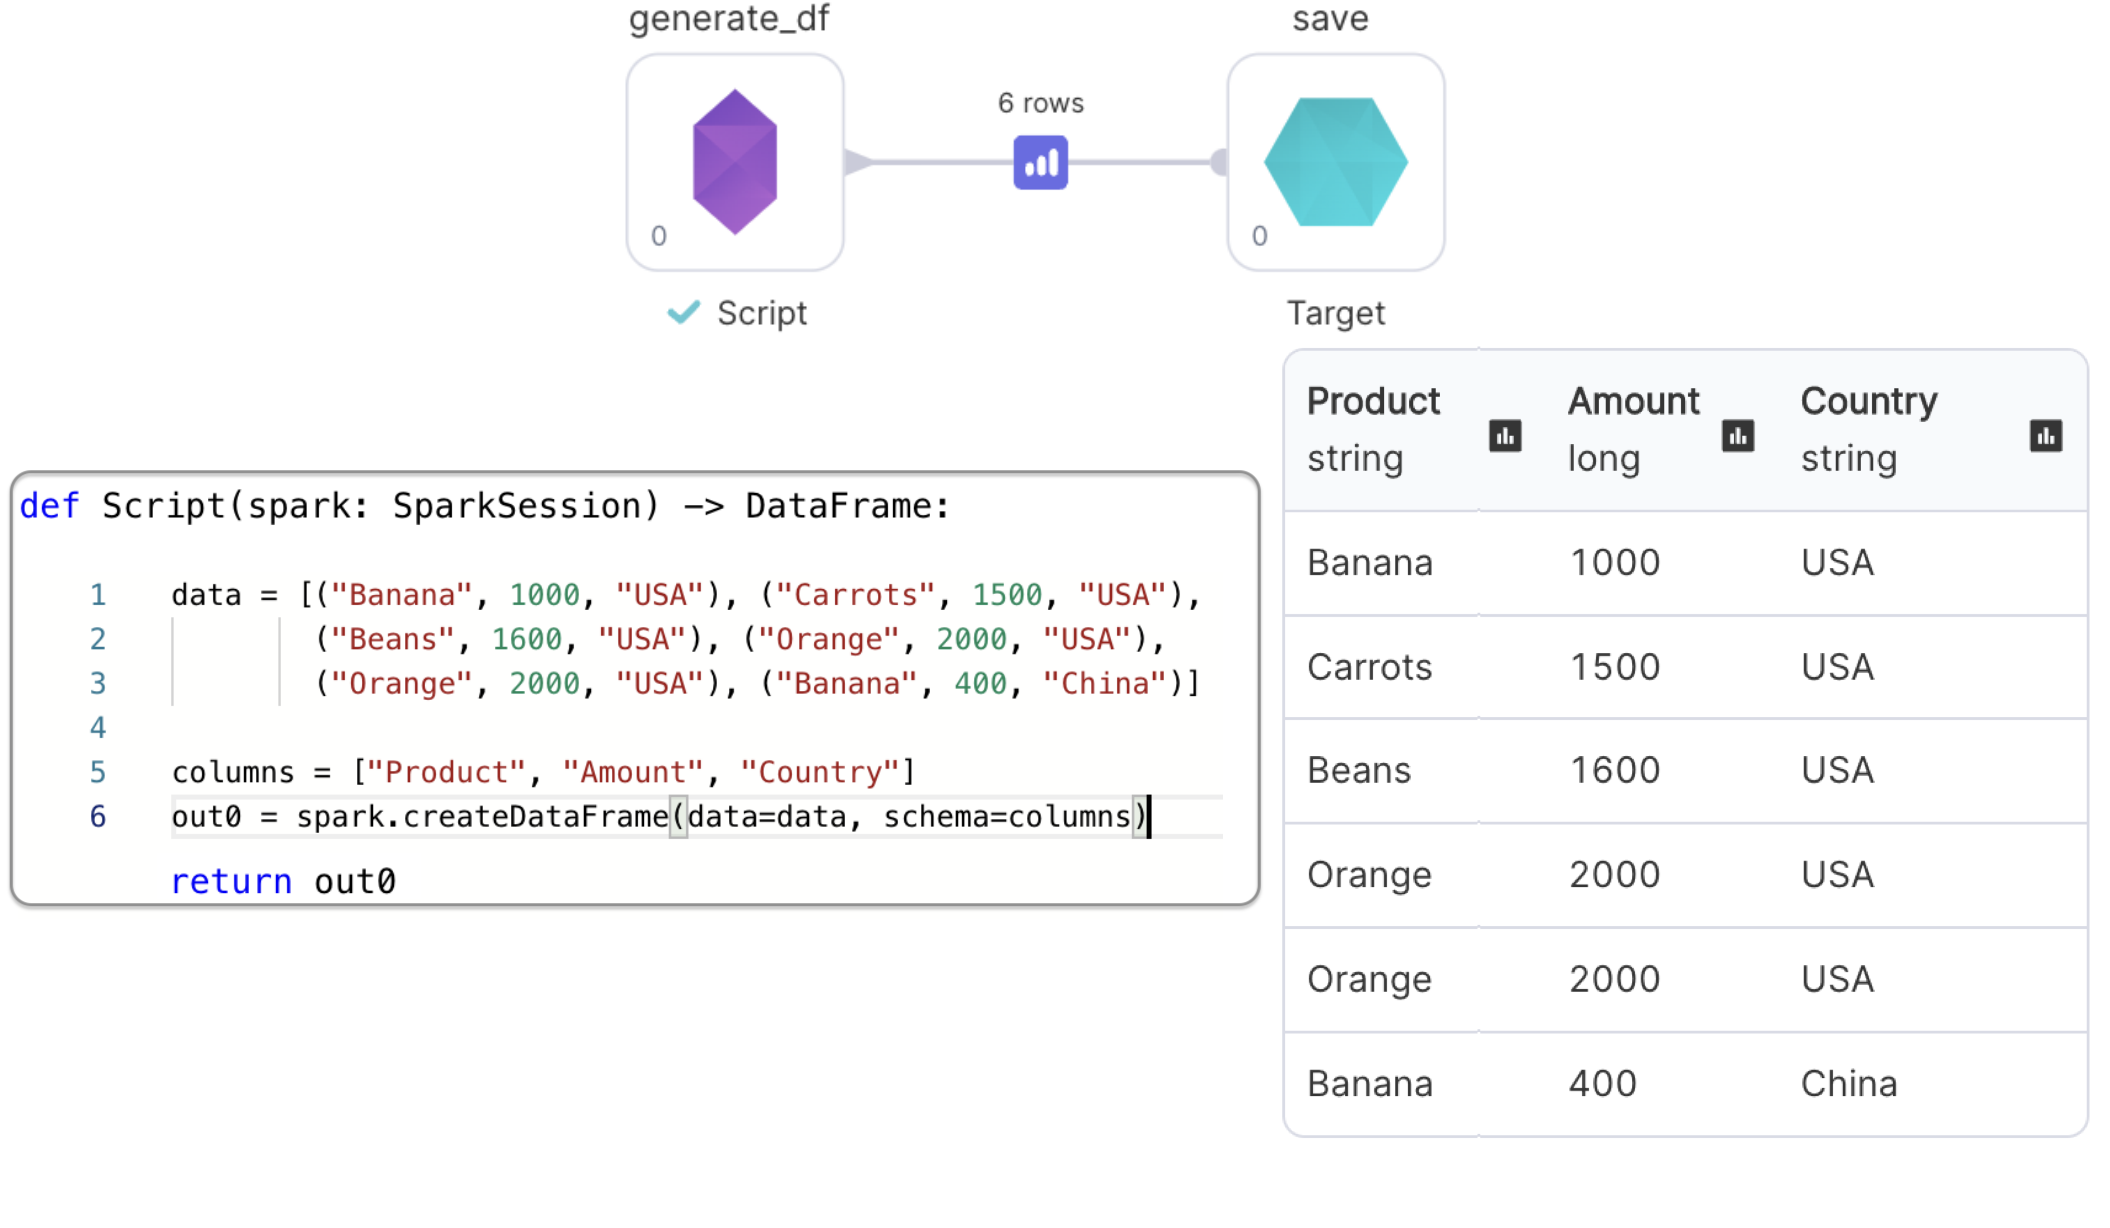 generate_df
save
6 rows
0
0
Script
Target
def Script(spark: SparkSession) –> DataFrame:
1 data = [("Banana", 1000, "USA"), ("Carrots", 1500, "USA"),
2 ("Beans", 1600, "USA"), ("Orange", 2000, "USA"),
3 ("Orange", 2000, "USA"), ("Banana", 400, "China")]
4
5 columns = ["Product", "Amount", "Country"]
6 out0 = spark.createDataFrame(data=data, schema=columns)
return out0
Product Amount Country
string long string
Banana 1000 USA
Carrots 1500 USA
Beans 1600 USA
Orange 2000 USA
Orange 2000 USA
Banana 400 China